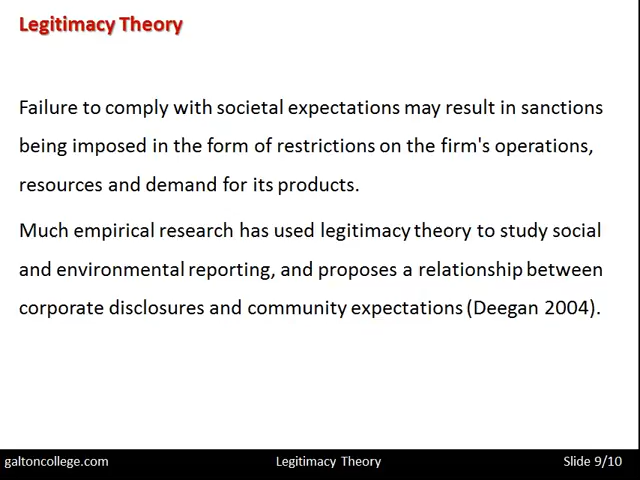 Legitimacy Theory
Failure to comply with societal expectations may result in sanctions
being imposed in the form of restrictions on the firm's operations,
resources and demand for its products.
Much empirical research has used legitimacy theory to study social
and environmental reporting, and proposes a relationship between
corporate disclosures and community expectations (Deegan 2004).
galtoncollege.com
Legitimacy Theory
Slide 9/10